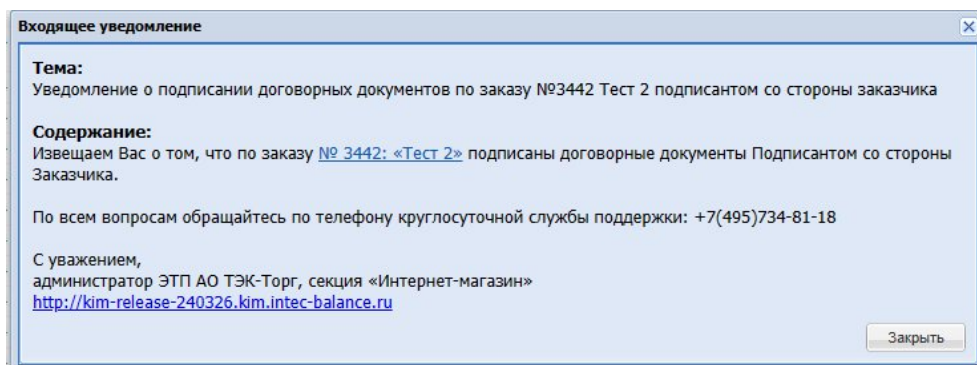 Входящее уведомление
Тема:
Уведомление о подписании договорных документов по заказу №3442 Тест 2 подписантом со стороны заказчика
Содержание:
Извещаем Вас о том, что по заказу № 3442: «Тест 2» подписаны договорные документы Подписантом со стороны
Заказчика.
По всем вопросам обращайтесь по телефону круглосуточной службы поддержки: +7(495)734-81-18
С уважением,
администратор ЭТП АО ТЭК-Торг, секция «Интернет-магазин»
http://kim-release-240326.kim.intec-balance.ru
Закрыть